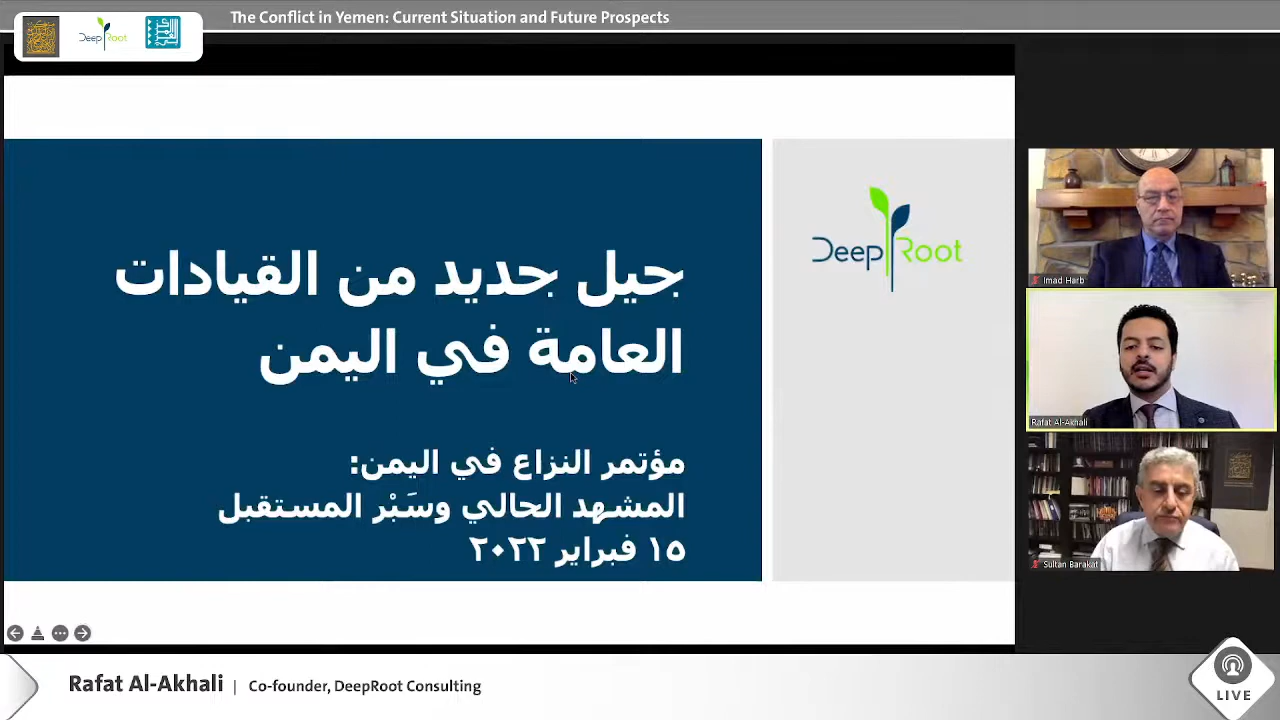 The Conflict in Yemen: Current Situation and Future Prospects
DeepRoot
DeepRoot
جيل جديد من القيادات
العامة في اليمن
مؤتمر النزاع في اليمن:
المشهد الحالي وسَبْر المستقبل
١٥ فبراير ٢٠٢٢
Imad Harb
Rafat Al-Akhali
Sultan Barakat
Rafat Al-Akhali | Co-founder, DeepRoot Consulting
LIVE